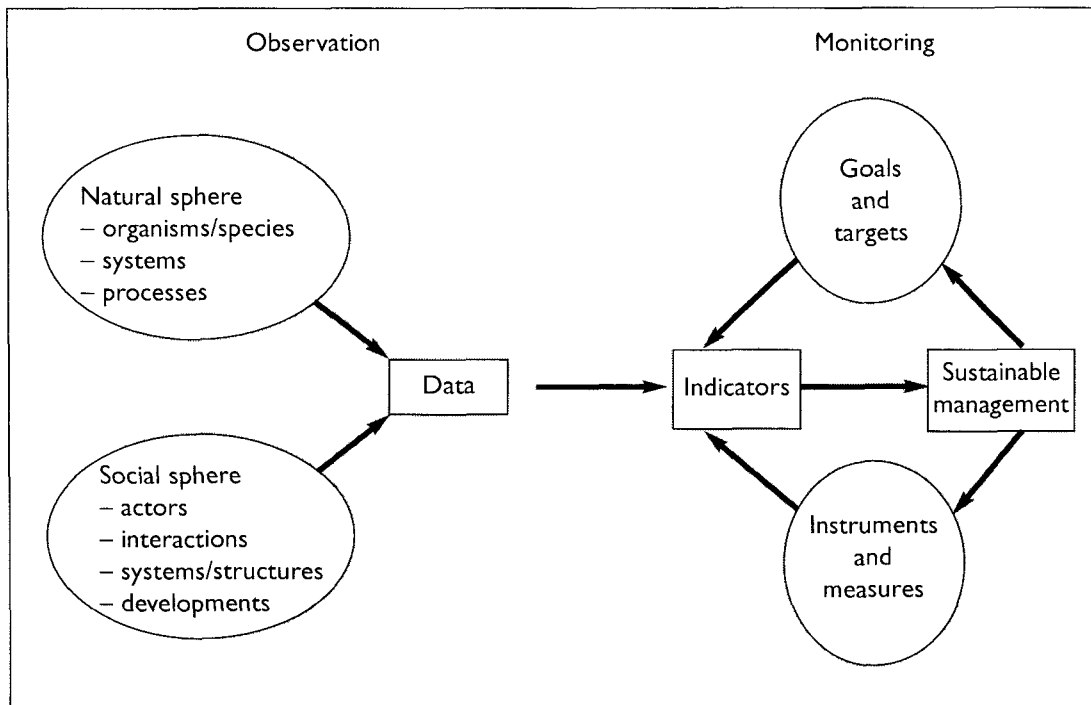 Observation
Monitoring
Natural sphere
– organisms/species
– systems
– processes
Social sphere
– actors
– interactions
– systems/structures
– developments
Data
Indicators
Goals
and
targets
Sustainable
management
Instruments
and
measures